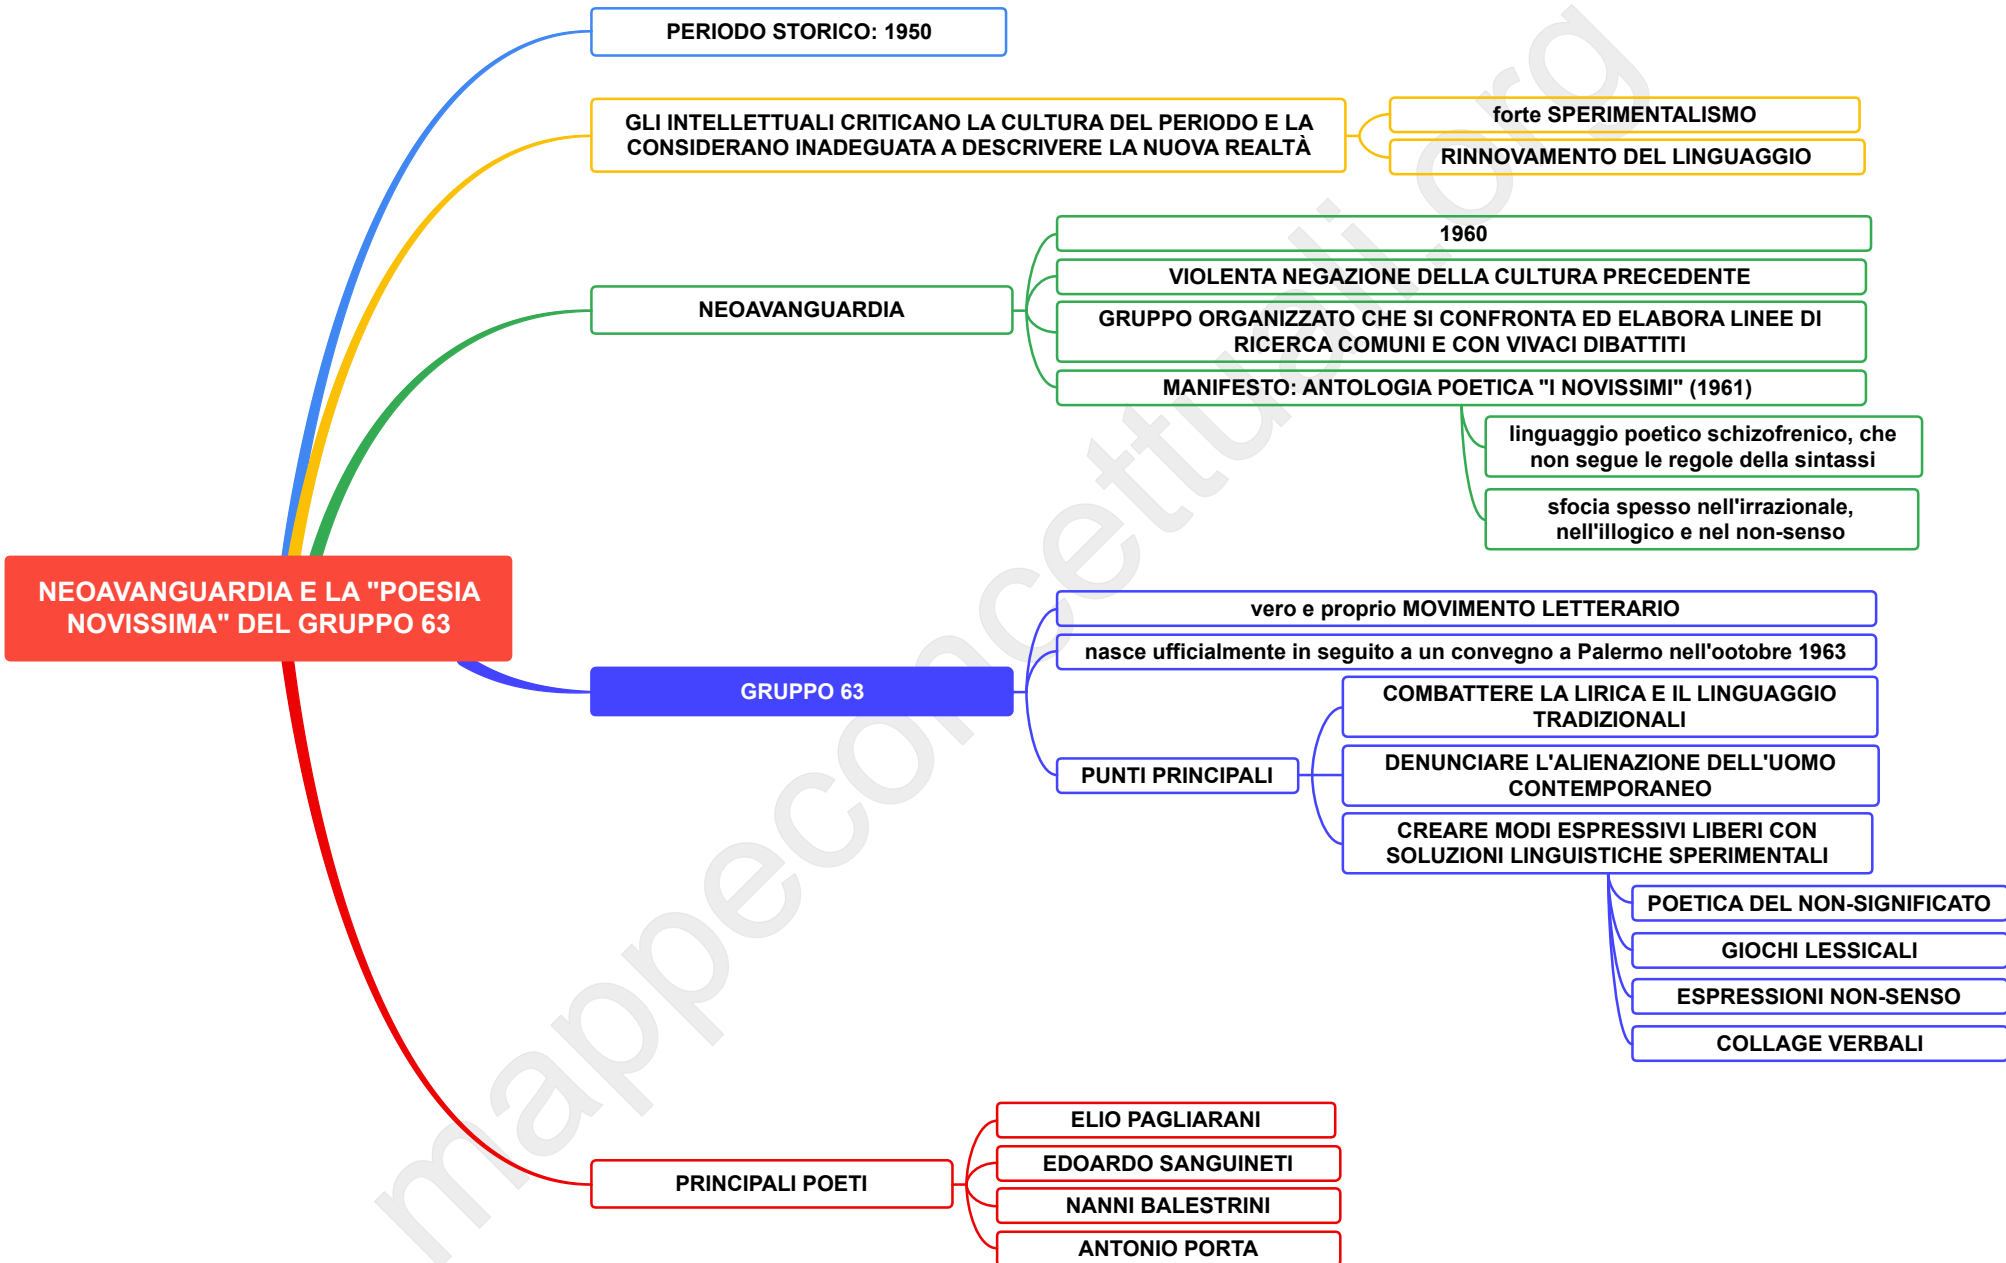 PERIODO STORICO: 1950
GLI INTELLETTUALI CRITICANO LA CULTURA DEL PERIODO E LA
CONSIDERANO INADEGUATA A DESCRIVERE LA NUOVA REALTÀ
forte SPERIMENTALISMO
RINNOVAMENTO DEL LINGUAGGIO
NEOAVANGUARDIA
1960
VIOLENTA NEGAZIONE DELLA CULTURA PRECEDENTE
GRUPPO ORGANIZZATO CHE SI CONFRONTA ED ELABORA LINEE DI
RICERCA COMUNI E CON VIVACI DIBATTITI
MANIFESTO: ANTOLOGIA POETICA "I NOVISSIMI" (1961)
linguaggio poetico schizofrenico, che
non segue le regole della sintassi
sfocia spesso nell'irrazionale,
nell'illogico e nel non-senso
NEOAVANGUARDIA E LA "POESIA
NOVISSIMA" DEL GRUPPO 63
GRUPPO 63
vero e proprio MOVIMENTO LETTERARIO
nasce ufficialmente in seguito a un convegno a Palermo nell'ootobre 1963
PUNTI PRINCIPALI
COMBATTERE LA LIRICA E IL LINGUAGGIO
TRADIZIONALI
DENUNCIARE L'ALIENAZIONE DELL'UOMO
CONTEMPORANEO
CREARE MODI ESPRESSIVI LIBERI CON
SOLUZIONI LINGUISTICHE SPERIMENTALI
POETICA DEL NON-SIGNIFICATO
GIOCHI LESSICALI
ESPRESSIONI NON-SENSO
COLLAGE VERBALI
PRINCIPALI POETI
ELIO PAGLIARANI
EDOARDO SANGUINETI
NANNI BALESTRINI
ANTONIO PORTA
mappeconcettuali.org